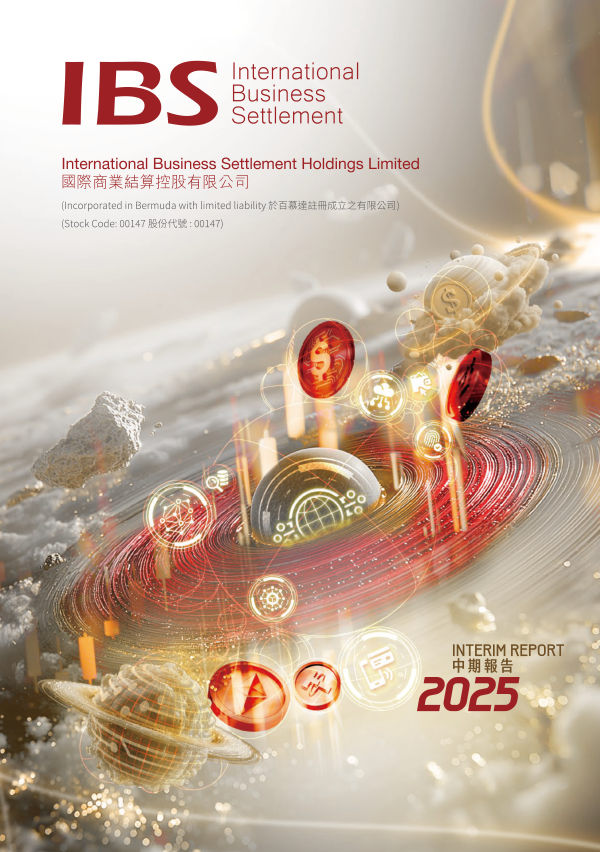 IBS
International
Business
Settlement
International Business Settlement Holdings Limited
國際商業結算控股有限公司
(Incorporated in Bermuda with limited liability 於百慕達註冊成立之有限公司)
(Stock Code: 00147 股份代號 : 00147)
$
INTERIM REPORT
中期報告
2025